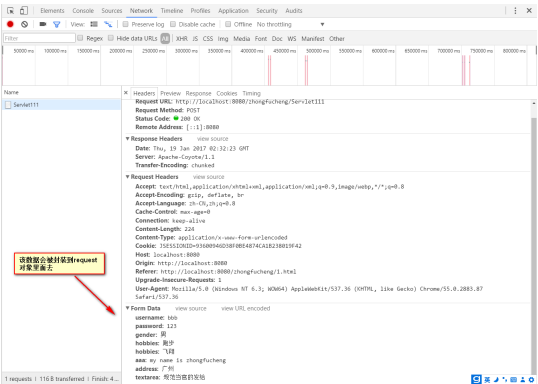 Elements Console Sources Network Timeline Profiles Application Security Audits
View: Preserve log Disable cache Offline No throttling
Filter Regex Hide data URLs All XHR JS CSS Img Media Font Doc WS Manifest Other
50000 ms 100000 ms 150000 ms 200000 ms 250000 ms 300000 ms 350000 ms 400000 ms 450000 ms 500000 ms 550000 ms 600000 ms 650000 ms 700000 ms 750000 ms 800000 ms
Name × Headers Preview Response Cookies Timing
Servlet111
Request URL: http://localhost:8080/zhongfucheng/Servlet111
Request Method: POST
Status Code: 200 OK
Remote Address: [::1]:8080
Response Headers view source
Date: Thu, 19 Jan 2017 02:32:23 GMT
Server: Apache-Coyote/1.1
Transfer-Encoding: chunked
Request Headers view source
Accept: text/html,application/xhtml+xml,application/xml;q=0.9,image/webp,*/*;q=0.8
Accept-Encoding: gzip, deflate, br
Accept-Language: zh-CN,zh;q=0.8
Cache-Control: max-age=0
Connection: keep-alive
Content-Length: 224
Content-Type: application/x-www-form-urlencoded
Cookie: JSESSIONID=93600946D38F0BE4874CA1B238019F42
Host: localhost:8080
Origin: http://localhost:8080
Referer: http://localhost:8080/zhongfucheng/1.html
Upgrade-Insecure-Requests: 1
User-Agent: Mozilla/5.0 (Windows NT 6.3; WOW64) AppleWebKit/537.36 (KHTML, like Gecko) Chrome/55.0.2883.87
Safari/537.36
该数据会被封装到request
对象里面去
Form Data view source view URL encoded
username: bbb
password: 123
gender: 男
hobbies: 跑步
hobbies: 飞翔
aaa: my name is zhongfucheng
address: 广州
textarea: 规范当官的发给
1 requests | 116 B transferred | Finish: 4...
英